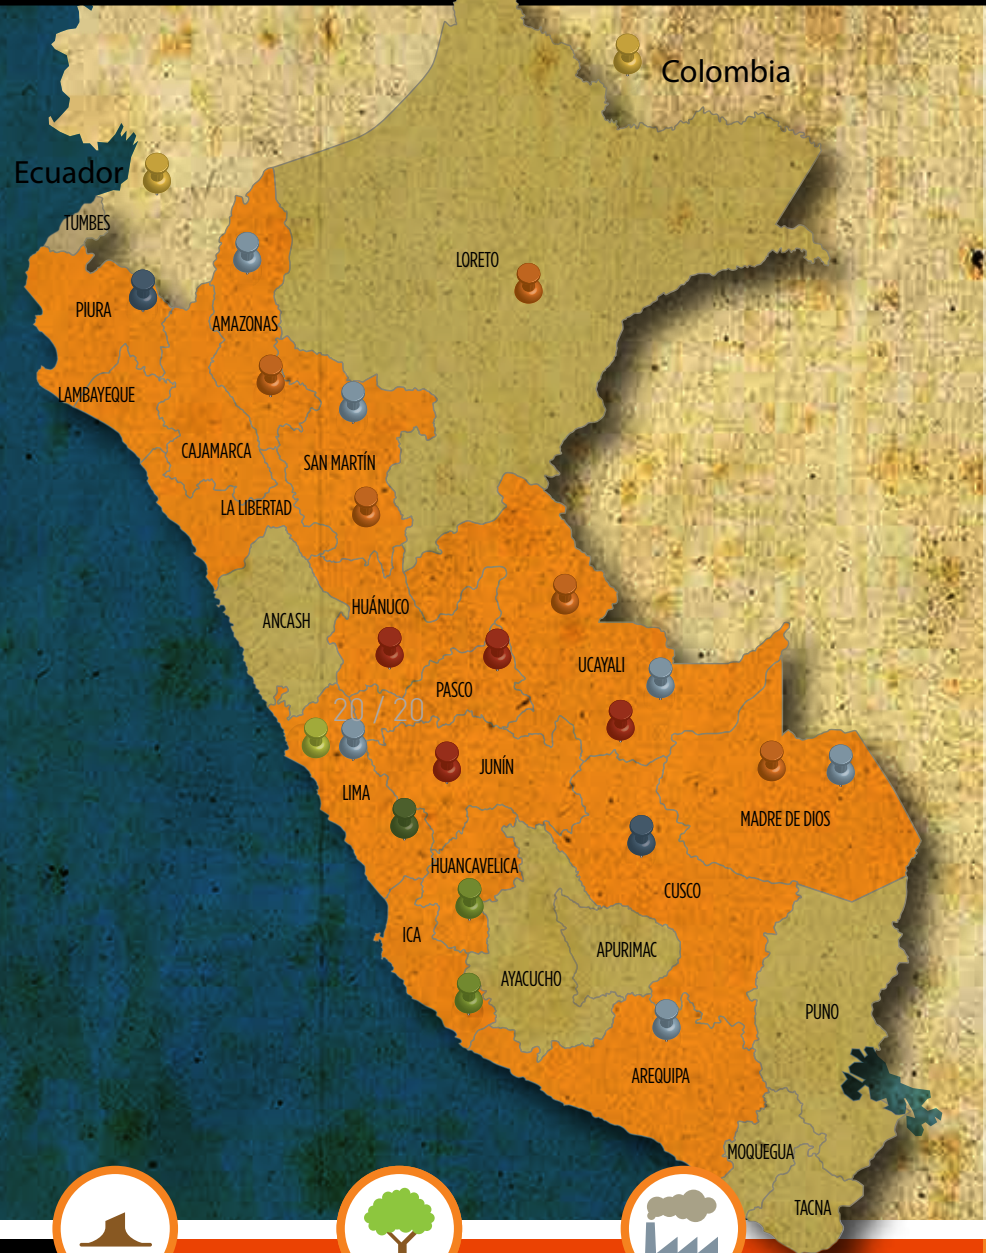 Colombia
Ecuador
TUMBES
LORETO
PIURA
AMAZONAS
LAMBAYEQUE
CAJAMARCA
SAN MARTÍN
LA LIBERTAD
HUÁNUCO
ANCASH
UCAYALI
PASCO
20 / 20
JUNÍN
LIMA
MADRE DE DIOS
HUANCAVELICA
CUSCO
ICA
APURIMAC
AYACUCHO
PUNO
AREQUIPA
MOQUEGUA
TACNA